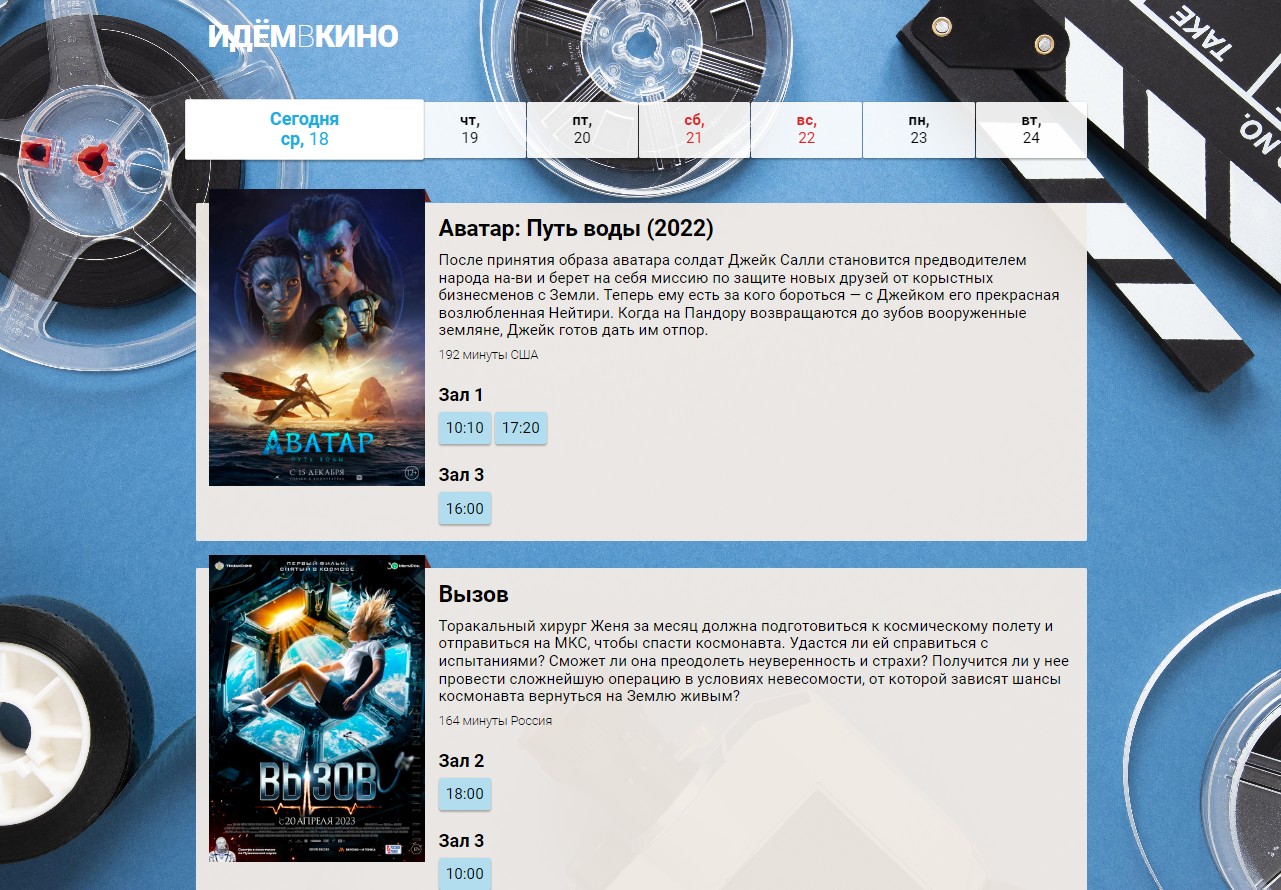 ИДЁМВКИНО
TAKE
NO.
Сегодня
ср, 18
чт,
19
пт,
20
сб,
21
вс,
22
пн,
23
вт,
24
АВАТАР
ПУТЬ ВОДЫ
С 15 ДЕКАБРЯ
12+
Аватар: Путь воды (2022)
После принятия образа аватара солдат Джейк Салли становится предводителем
народа на-ви и берет на себя миссию по защите новых друзей от корыстных
бизнесменов с Земли. Теперь ему есть за кого бороться — с Джейком его прекрасная
возлюбленная Нейтири. Когда на Пандору возвращаются до зубов вооруженные
земляне, Джейк готов дать им отпор.
192 минуты США
Зал 1
10:10 17:20
Зал 3
16:00
ПЕРВЫЙ ФИЛЬМ,
СНЯТЫЙ В КОСМОСЕ
ВЫЗОВ
С 20 АПРЕЛЯ 2023
Вызов
Торакальный хирург Женя за месяц должна подготовиться к космическому полету и
отправиться на МКС, чтобы спасти космонавта. Удастся ли ей справиться с
испытаниями? Сможет ли она преодолеть неуверенность и страхи? Получится ли у нее
провести сложнейшую операцию в условиях невесомости, от которой зависят шансы
космонавта вернуться на Землю живым?
164 минуты Россия
Зал 2
18:00
Зал 3
10:00